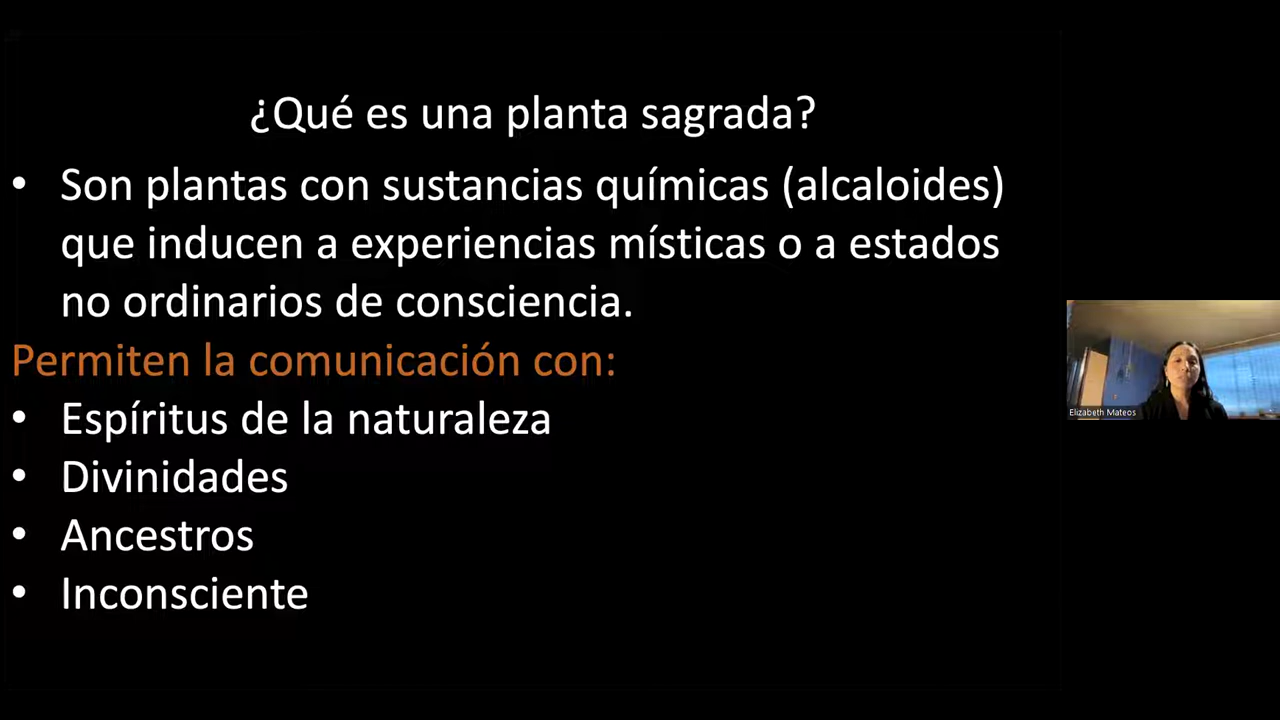 ¿Qué es una planta sagrada?
• Son plantas con sustancias químicas (alcaloides)
que inducen a experiencias místicas o a estados
no ordinarios de consciencia.
Permiten la comunicación con:
• Espíritus de la naturaleza
• Divinidades
• Ancestros
• Inconsciente
Elizabeth Mateos